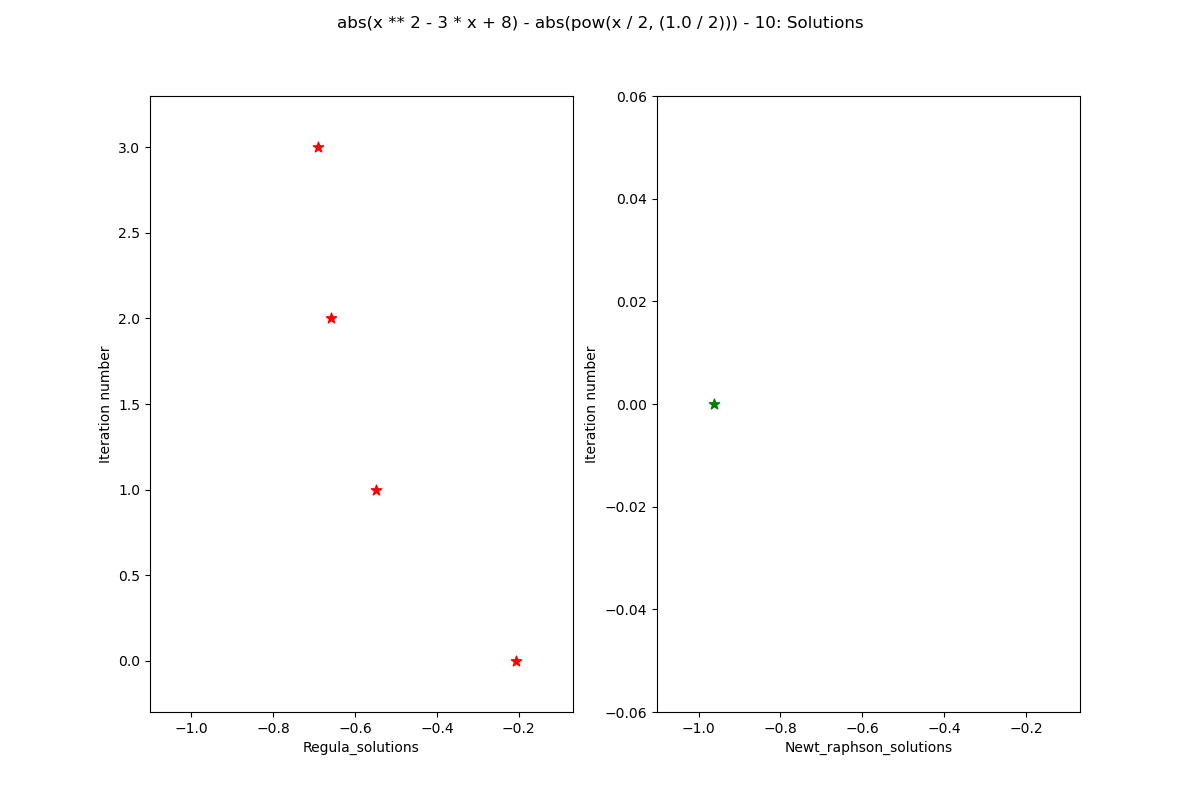 abs(x ** 2 - 3 * x + 8) - abs(pow(x / 2, (1.0 / 2))) - 10: Solutions
3.0
2.5
2.0
1.5
1.0
0.5
0.0
Iteration number
−1.0 −0.8 −0.6 −0.4 −0.2
Regula_solutions
0.06
0.04
0.02
0.00
−0.02
−0.04
−0.06
Iteration number
−1.0 −0.8 −0.6 −0.4 −0.2
Newt_raphson_solutions